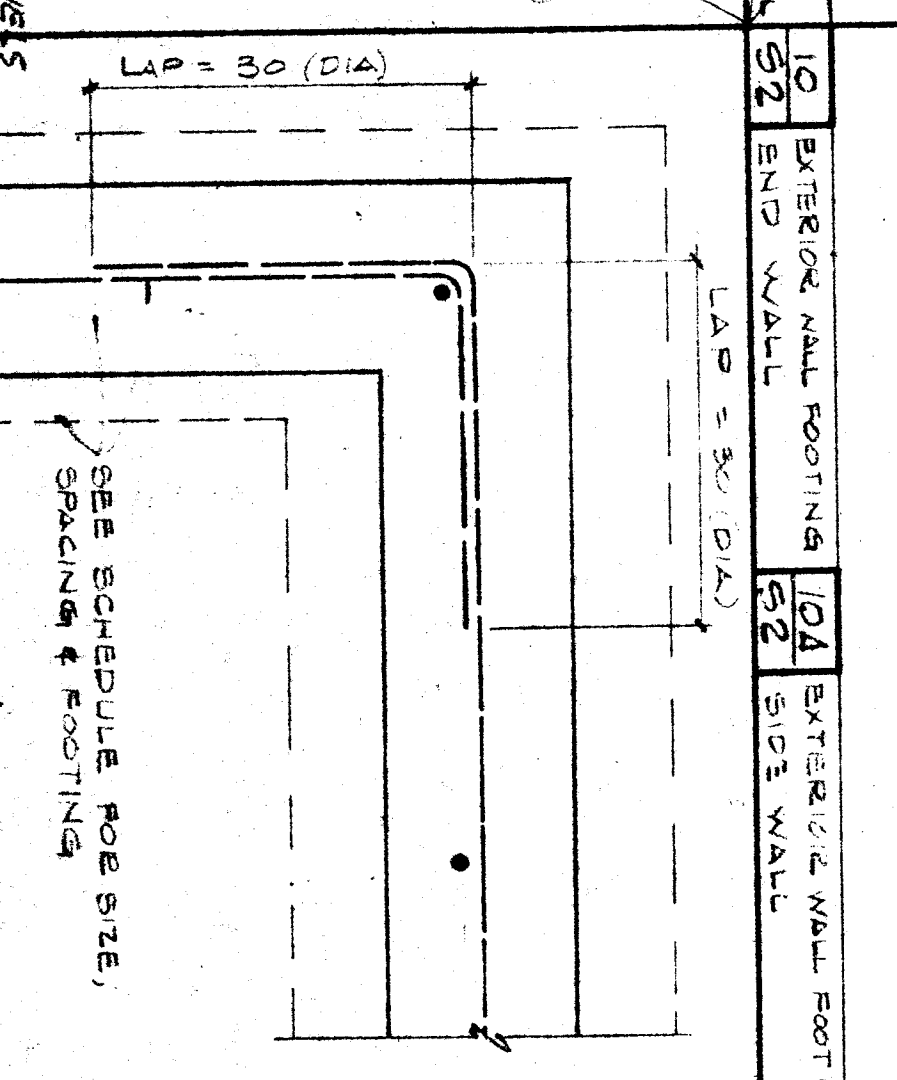 LAP = 30 (DIA)
LAP = 30 (DIA)
10
S2
EXTERIOR WALL FOOTING
END WALL
10A
S2
EXTERIOR WALL FOOT
SIDE WALL
SEE SCHEDULE FOR SIZE,
SPACING & FOOTING